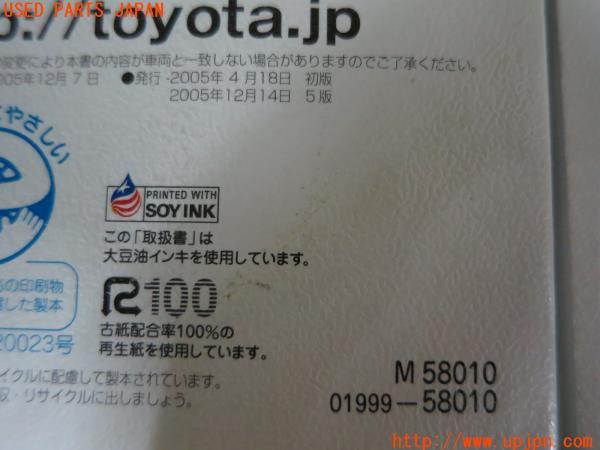 USED PARTS JAPAN
://toyota.jp
変更により本書の内容が車両と一致しない場合がありますのでご了承ください。
2005年12月7日 ●発行-2005年 4月18日 初版
2005年12月14日 5版
やさしい
PRINTED WITH
SOY INK
この「取扱書」は
大豆油インキを使用しています。
の印刷物
した製本
R100
20023号
古紙配合率100%の
再生紙を使用しています。
イクルに配慮して製本されています。
・リサイクルに出しましょう。
M 58010
01999-58010
http://www.upjpn.com/